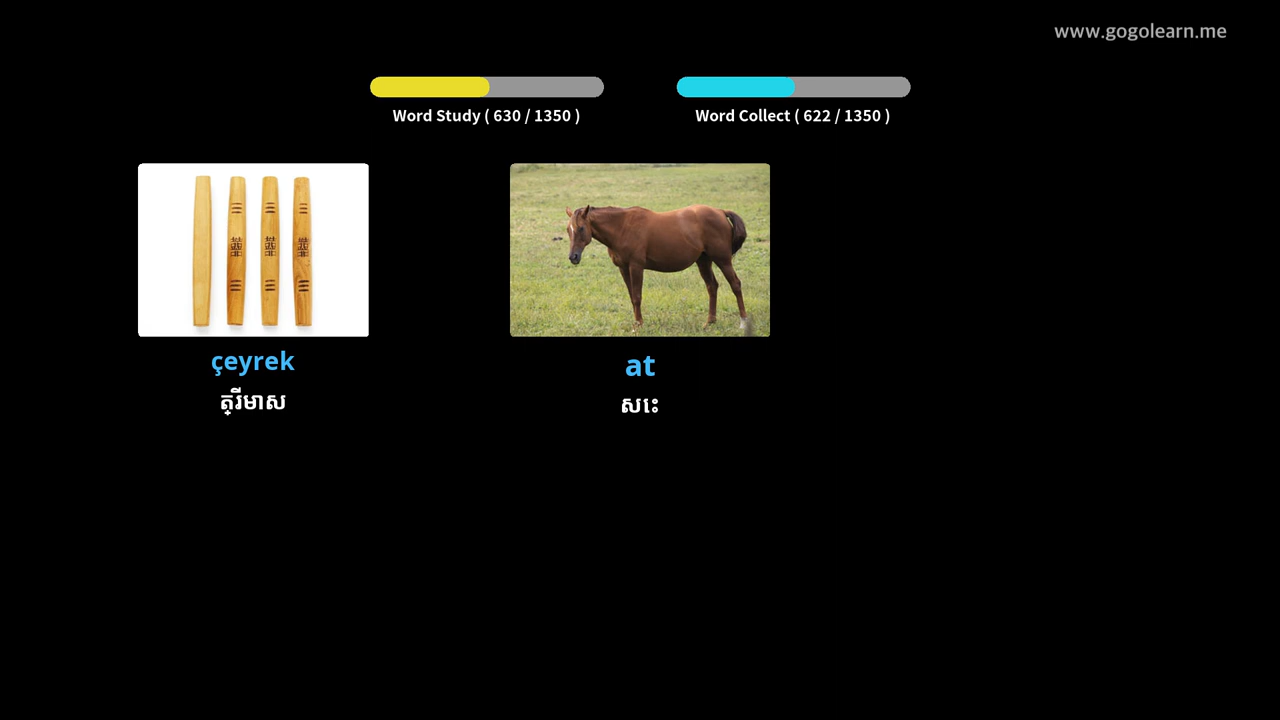 www.gogolearn.me
Word Study ( 630 / 1350 )
Word Collect ( 622 / 1350 )
çeyrek
ត្រីមាស
at
សេះ